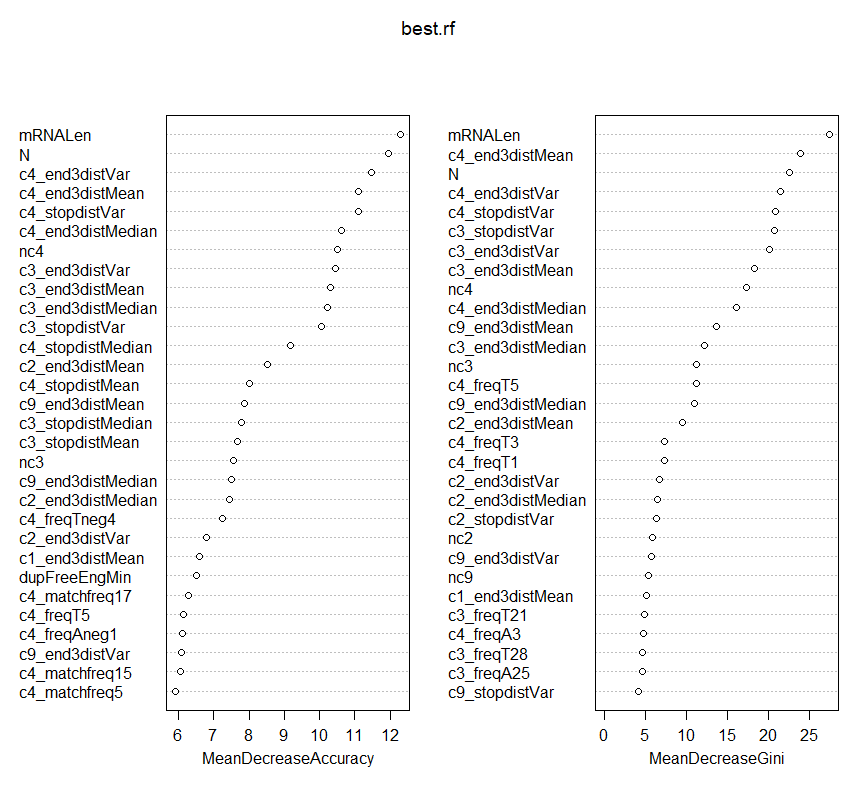 best.rf
mRNALen
N
c4_end3distVar
c4_end3distMean
c4_stopdistVar
c4_end3distMedian
nc4
c3_end3distVar
c3_end3distMean
c3_end3distMedian
c3_stopdistVar
c4_stopdistMedian
c2_end3distMean
c4_stopdistMean
c9_end3distMean
c3_stopdistMedian
c3_stopdistMean
nc3
c9_end3distMedian
c2_end3distMedian
c4_freqTneg4
c2_end3distVar
c1_end3distMean
dupFreeEngMin
c4_matchfreq17
c4_freqT5
c4_freqAneg1
c9_end3distVar
c4_matchfreq15
c4_matchfreq5
6 7 8 9 10 11 12
MeanDecreaseAccuracy
mRNALen
c4_end3distMean
N
c4_end3distVar
c4_stopdistVar
c3_stopdistVar
c3_end3distVar
c3_end3distMean
nc4
c4_end3distMedian
c9_end3distMean
c3_end3distMedian
nc3
c4_freqT5
c9_end3distMedian
c2_end3distMean
c4_freqT3
c4_freqT1
c2_end3distVar
c2_end3distMedian
c2_stopdistVar
nc2
c9_end3distVar
nc9
c1_end3distMean
c3_freqT21
c4_freqA3
c3_freqT28
c3_freqA25
c9_stopdistVar
0 5 10 15 20 25
MeanDecreaseGini